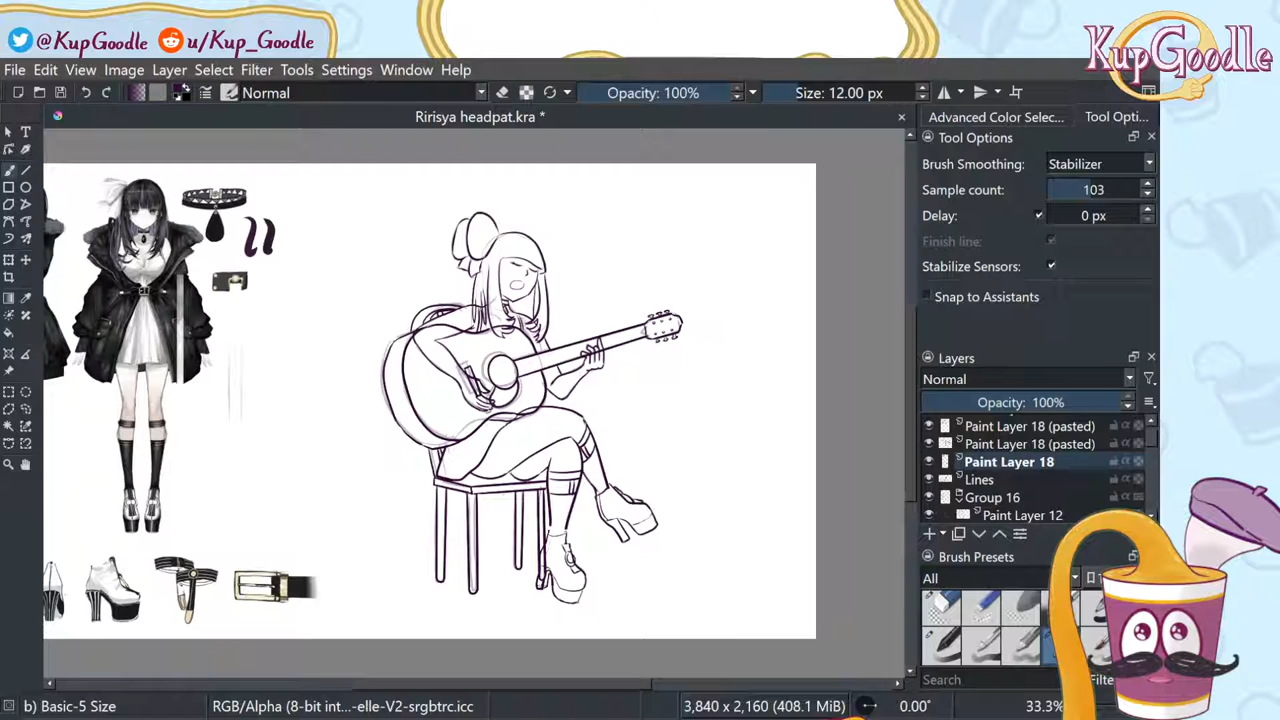 @KupGoodle u/Kup_Goodle
KupGoodle
File Edit View Image Layer Select Filter Tools Settings Window Help
Normal Opacity: 100% Size: 12.00 px
Ririsya headpat.kra *
Advanced Color Selec... Tool Opti...
Tool Options
Brush Smoothing: Stabilizer
Sample count: 103
Delay: 0 px
Finish line:
Stabilize Sensors:
Snap to Assistants
Layers
Normal
Opacity: 100%
Paint Layer 18 (pasted)
Paint Layer 18 (pasted)
Paint Layer 18
Lines
Group 16
Paint Layer 12
Brush Presets
All
Search
b) Basic-5 Size RGB/Alpha (8-bit int...-elle-V2-srgbtrc.icc 3,840 x 2,160 (408.1 MiB) 0.00° 33.3%